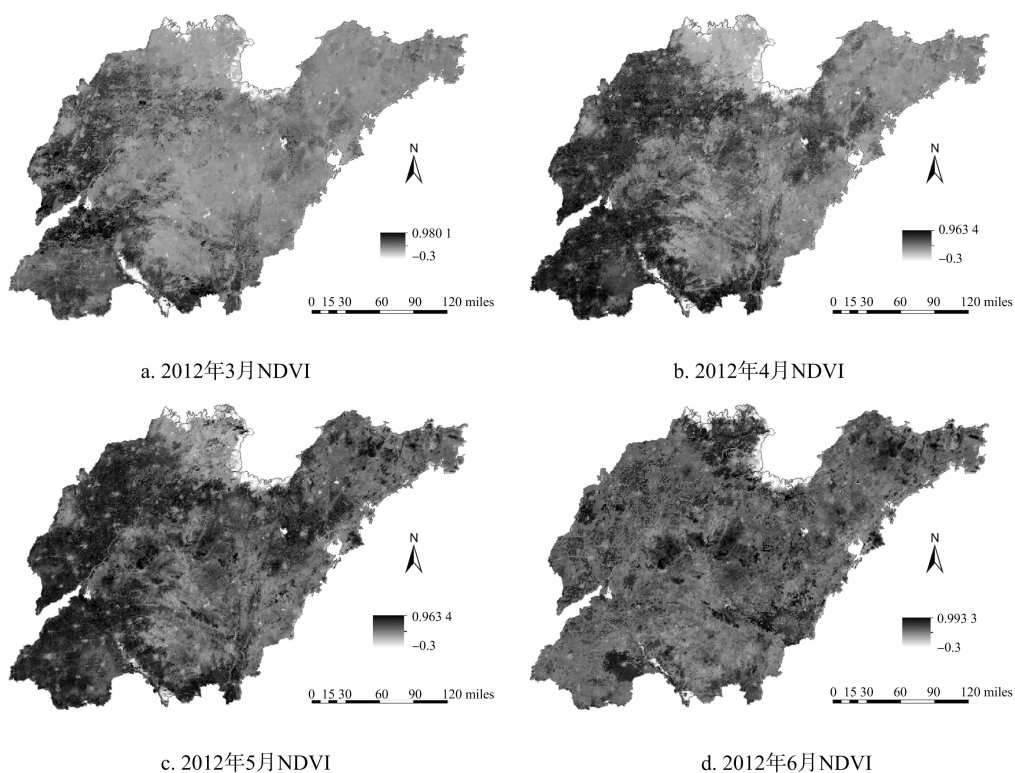 N
0.980 1
−0.3
0 15 30 60 90 120 miles
a. 2012年3月NDVI
N
0.963 4
−0.3
0 15 30 60 90 120 miles
b. 2012年4月NDVI
N
0.963 4
−0.3
0 15 30 60 90 120 miles
c. 2012年5月NDVI
N
0.993 3
−0.3
0 15 30 60 90 120 miles
d. 2012年6月NDVI